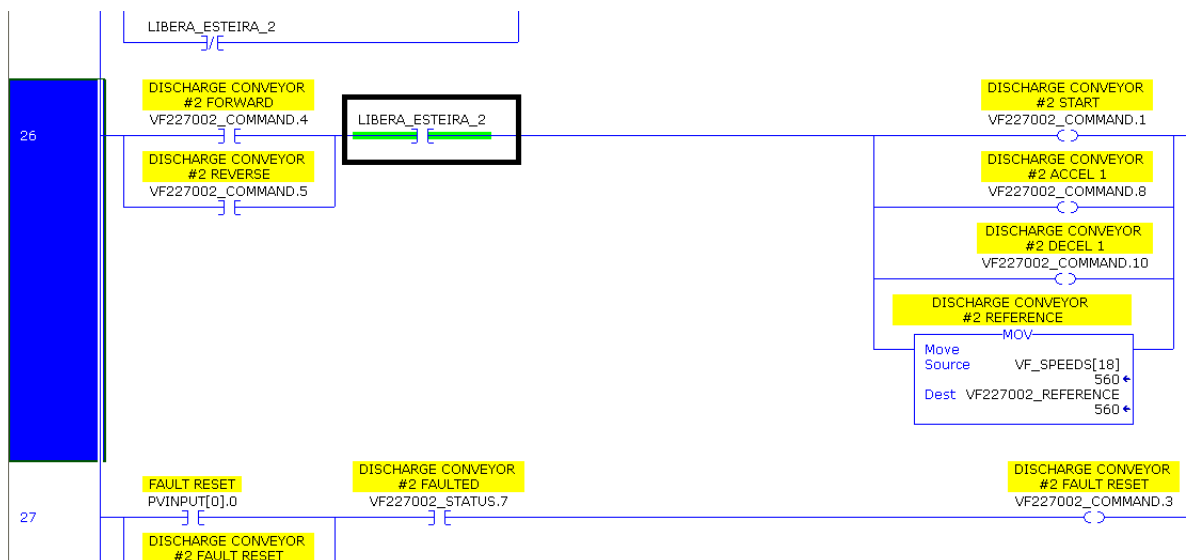 LIBERA_ESTEIRA_2
26
DISCHARGE CONVEYOR
#2 FORWARD
VF227002_COMMAND.4
LIBERA_ESTEIRA_2
DISCHARGE CONVEYOR
#2 START
VF227002_COMMAND.1
DISCHARGE CONVEYOR
#2 REVERSE
VF227002_COMMAND.5
DISCHARGE CONVEYOR
#2 ACCEL 1
VF227002_COMMAND.8
DISCHARGE CONVEYOR
#2 DECEL 1
VF227002_COMMAND.10
DISCHARGE CONVEYOR
#2 REFERENCE
MOV
Move
Source VF_SPEEDS[18]
560
Dest VF227002_REFERENCE
560
27
FAULT RESET
PVINPUT[0].0
DISCHARGE CONVEYOR
#2 FAULTED
VF227002_STATUS.7
DISCHARGE CONVEYOR
#2 FAULT RESET
VF227002_COMMAND.3
DISCHARGE CONVEYOR
#2 FAULT RESET